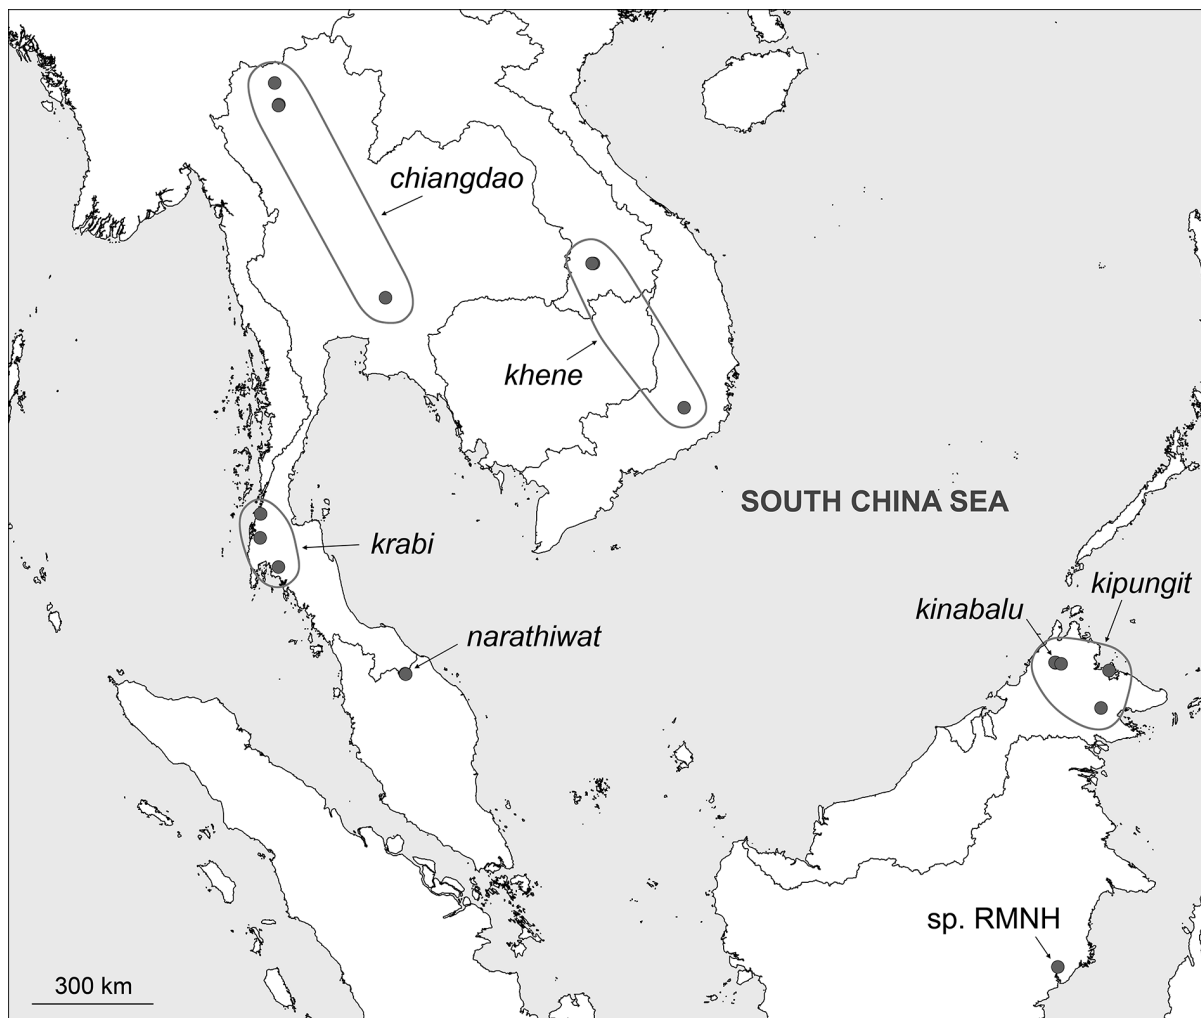 chiangdao
khene
SOUTH CHINA SEA
krabi
kipungit
kinabalu
narathiwat
sp. RMNH
300 km